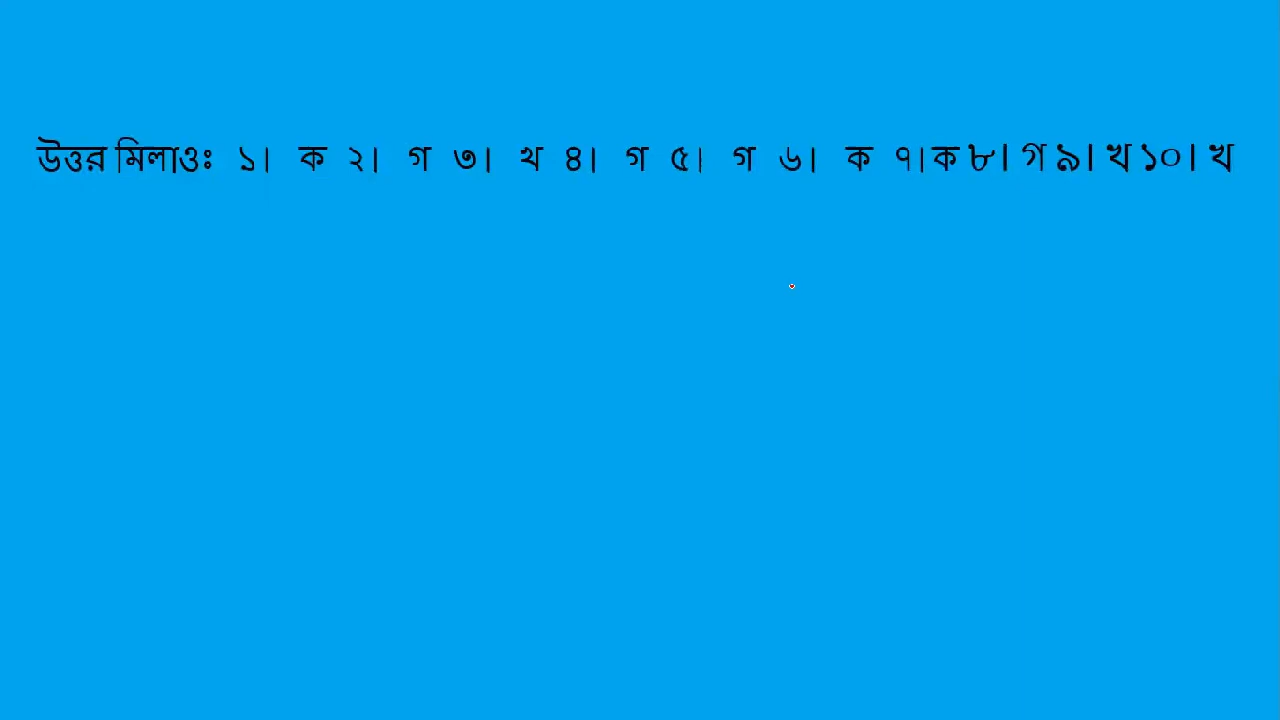 উত্তর মিলাওঃ ১। ক ২। গ ৩। খ ৪। গ ৫। গ ৬। ক ৭। ক ৮। গ ৯। খ ১০। খ